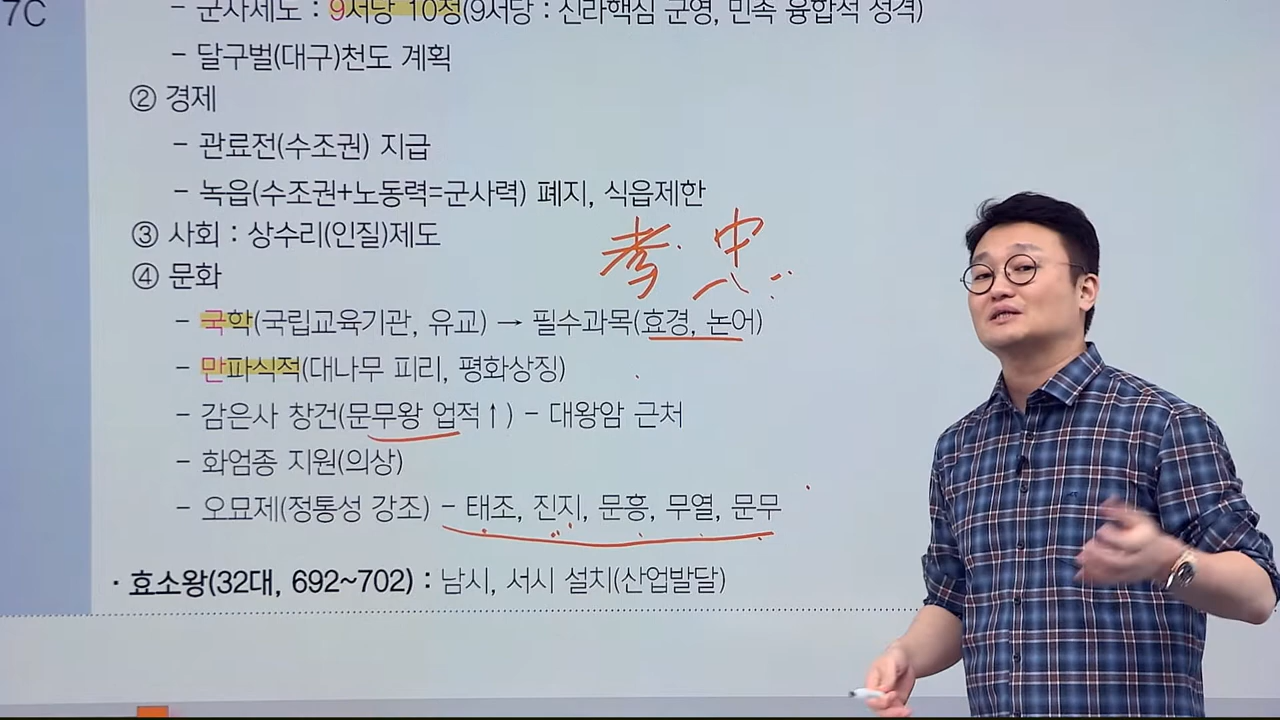 7C
- 군사제도 : 9서당 10정(9서당 : 신라핵심 군영, 민족 융합적 성격)
- 달구벌(대구)천도 계획
② 경제
- 관료전(수조권) 지급
- 녹읍(수조권+노동력=군사력) 폐지, 식읍제한
③ 사회 : 상수리(인질)제도
④ 문화
- 국학(국립교육기관, 유교) → 필수과목(효경, 논어)
- 만파식적(대나무 피리, 평화상징)
- 감은사 창건(문무왕 업적↑) - 대왕암 근처
- 화엄종 지원(의상)
- 오묘제(정통성 강조) - 태조, 진지, 문흥, 무열, 문무
· 효소왕(32대, 692~702) : 남시, 서시 설치(산업발달)